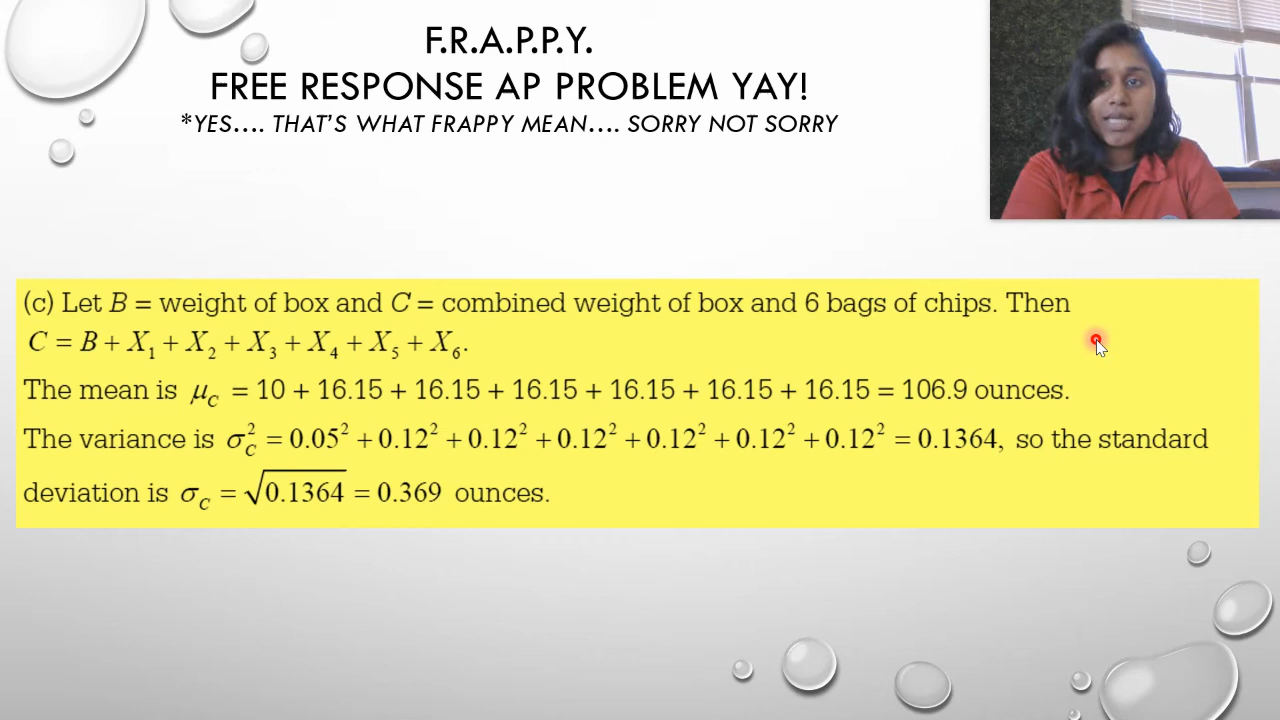 F.R.A.P.P.Y.
FREE RESPONSE AP PROBLEM YAY!
*YES.... THAT'S WHAT FRAPPY MEAN.... SORRY NOT SORRY
(c) Let B = weight of box and C = combined weight of box and 6 bags of chips. Then
C = B + X₁ + X₂ + X₃ + X₄ + X₅ + X₆.
The mean is μ_C = 10 + 16.15 + 16.15 + 16.15 + 16.15 + 16.15 + 16.15 = 106.9 ounces.
The variance is σ²_C = 0.05² + 0.12² + 0.12² + 0.12² + 0.12² + 0.12² + 0.12² = 0.1364, so the standard
deviation is σ_C = √0.1364 = 0.369 ounces.